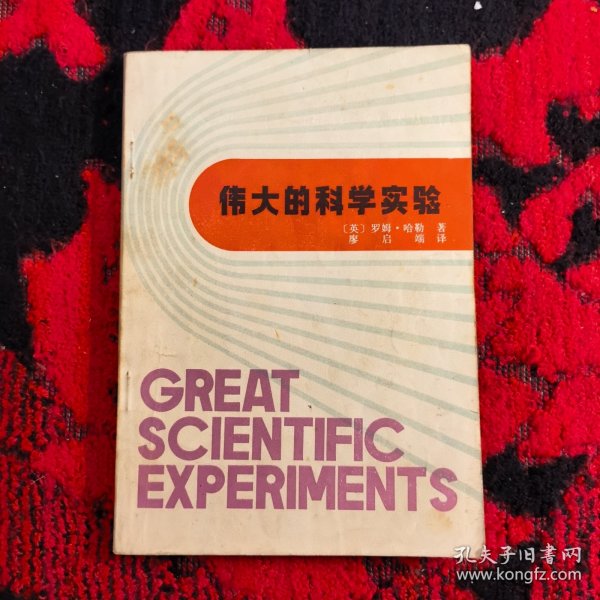 伟大的科学实验
〔英〕罗姆·哈勒 著
廖启端 译
GREAT
SCIENTIFIC
EXPERIMENTS
孔夫子旧书网
www.kongfz.com